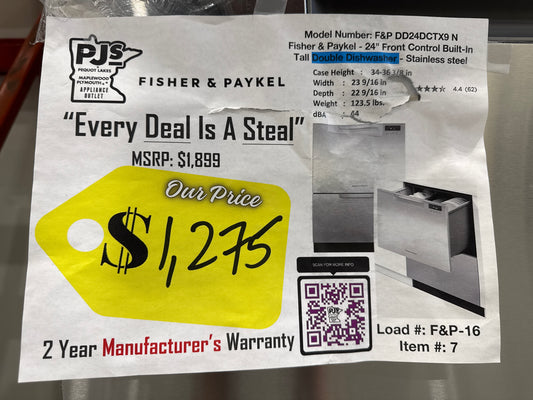 PJS
PEQUOT LAKES
MAPLEWOOD
PLYMOUTH
APPLIANCE
OUTLET
FISHER & PAYKEL
Model Number: F&P DD24DCTX9 N
Fisher & Paykel - 24" Front Control Built-In
Tall Double Dishwasher - Stainless steel
Case Height : 34-36 3/8 in
Width : 23 9/16 in
Depth : 22 9/16 in
Weight : 123.5 lbs.
dBA : 44
4.4 (62)
"Every Deal Is A Steal"
MSRP: $1,899
Our Price
$1,275
SCAN FOR MORE INFO
PJS
2 Year Manufacturer's Warranty
Load #: F&P-16
Item #: 7